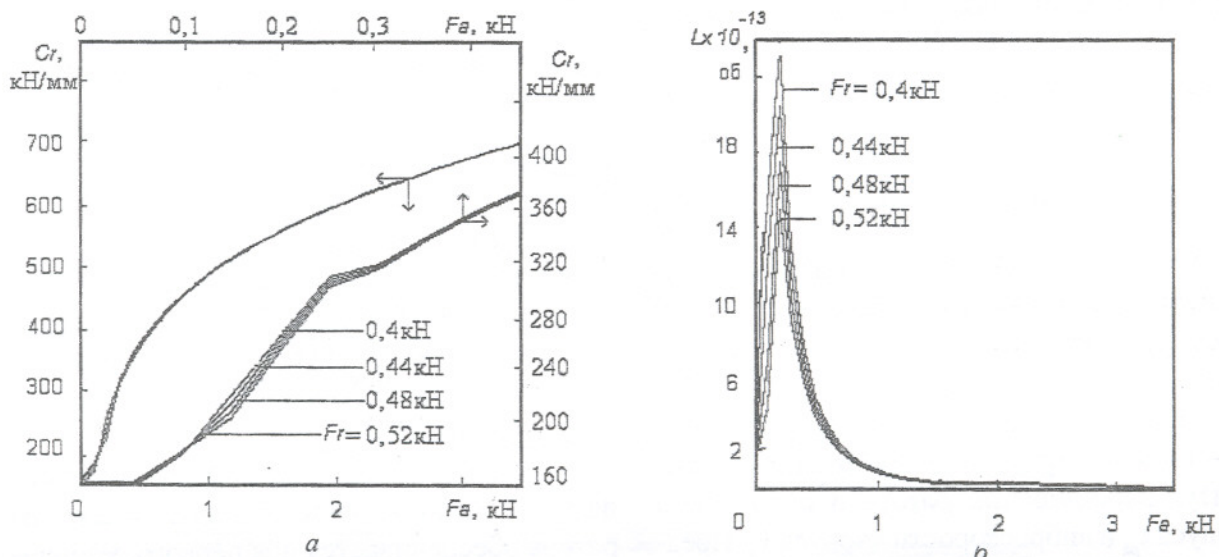 0 0,1 0,2 0,3 Fa, кН
Cr,
кН/мм
700
600
500
400
300
200
Cr,
кН/мм
400
360
320
280
240
200
160
0,4кН
0,44кН
0,48кН
Fr= 0,52кН
0 1 2 Fa, кН
а
Lx10⁻¹³,
об
18
14
10
6
2
Fr= 0,4кН
0,44кН
0,48кН
0,52кН
0 1 2 3 Fa, кН